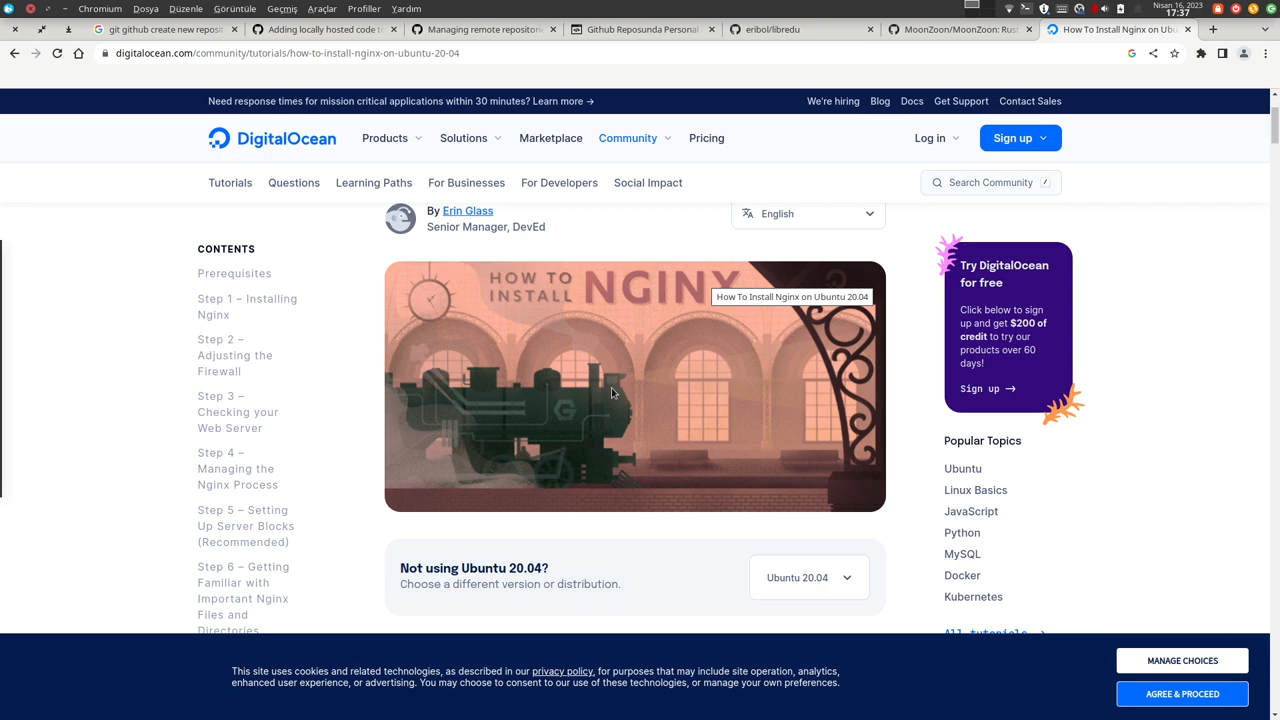 Chromium Dosya Düzenle Görüntüle Geçmiş Araçlar Profiller Yardım
Nisan 16, 2023
17:37
git github create new reposit
Adding locally hosted code to
Managing remote repositorie
Github Reposunda Personal
eribol/libredu
MoonZoon/MoonZoon: Rust
How To Install Nginx on Ubu
digitalocean.com/community/tutorials/how-to-install-nginx-on-ubuntu-20-04
Need response times for mission critical applications within 30 minutes? Learn more →
We're hiring Blog Docs Get Support Contact Sales
DigitalOcean
Products Solutions Marketplace Community Pricing
Log in
Sign up
Tutorials Questions Learning Paths For Businesses For Developers Social Impact
Search Community /
By Erin Glass
Senior Manager, DevEd
English
CONTENTS
Prerequisites
Step 1 – Installing
Nginx
Step 2 –
Adjusting the
Firewall
Step 3 –
Checking your
Web Server
Step 4 –
Managing the
Nginx Process
Step 5 – Setting
Up Server Blocks
(Recommended)
Step 6 – Getting
Familiar with
Important Nginx
Files and
Directories
HOW TO
INSTALL NGINX
How To Install Nginx on Ubuntu 20.04
G
Not using Ubuntu 20.04?
Choose a different version or distribution.
Ubuntu 20.04
Try DigitalOcean
for free
Click below to sign
up and get $200 of
credit to try our
products over 60
days!
Sign up →
Popular Topics
Ubuntu
Linux Basics
JavaScript
Python
MySQL
Docker
Kubernetes
All tutorials →
This site uses cookies and related technologies, as described in our privacy policy, for purposes that may include site operation, analytics,
enhanced user experience, or advertising. You may choose to consent to our use of these technologies, or manage your own preferences.
MANAGE CHOICES
AGREE & PROCEED